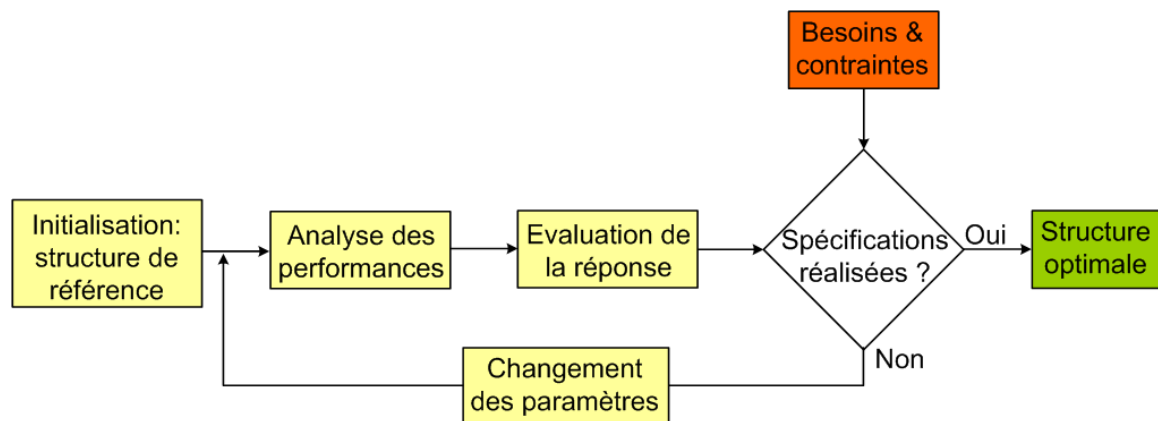 Besoins &
contraintes
Initialisation:
structure de
référence
Analyse des
performances
Evaluation de
la réponse
Spécifications
réalisées ?
Oui
Structure
optimale
Non
Changement
des paramètres